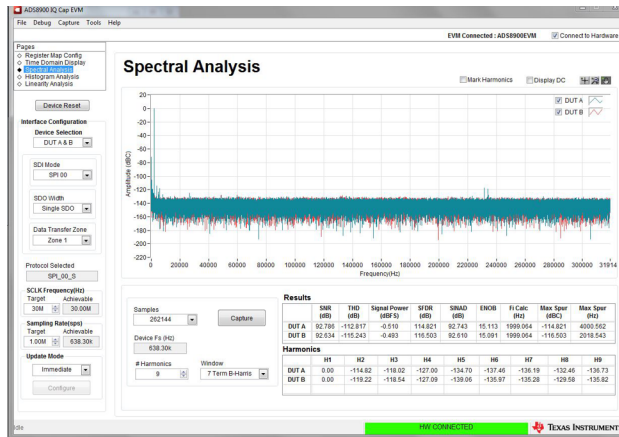 ADS8900 IQ Cap EVM
File Debug Capture Tools Help
EVM Connected : ADS8900EVM Connect to Hardware
Pages
Register Map Config
Time Domain Display
Spectral Analysis
Histogram Analysis
Linearity Analysis
Device Reset
Interface Configuration
Device Selection
DUT A & B
SDI Mode
SPI 00
SDO Width
Single SDO
Data Transfer Zone
Zone 1
Protocol Selected
SPI_00_S
SCLK Frequency(Hz)
Target Achievable
30M 30.00M
Sampling Rate(sps)
Target Achievable
1.00M 638.30k
Update Mode
Immediate
Configure
Spectral Analysis
Mark Harmonics Display DC
DUT A
DUT B
Amplitude (dBC)
20
0
-20
-40
-60
-80
-100
-120
-140
-160
-180
-200
-220
0 20000 40000 60000 80000 100000 120000 140000 160000 180000 200000 220000 240000 260000 280000 300000 31914
Frequency(Hz)
Samples
262144
Capture
Device Fs (Hz)
638.30k
# Harmonics Window
9 7 Term B-Harris
Results
SNR (dB) THD (dB) Signal Power (dBFS) SFDR (dB) SINAD (dB) ENOB Fi Calc (Hz) Max Spur (dBC) Max Spur (Hz)
DUT A 92.786 -112.817 -0.510 114.821 92.743 15.113 1999.064 -114.821 4000.562
DUT B 92.634 -115.243 -0.493 116.503 92.610 15.091 1999.064 -116.503 2018.543
Harmonics
H1 H2 H3 H4 H5 H6 H7 H8 H9
DUT A 0.00 -114.82 -118.02 -127.00 -134.70 -137.46 -136.19 -132.46 -136.73
DUT B 0.00 -119.22 -118.54 -127.09 -139.06 -135.97 -135.28 -129.58 -135.82
Idle
HW CONNECTED
TEXAS INSTRUMENT